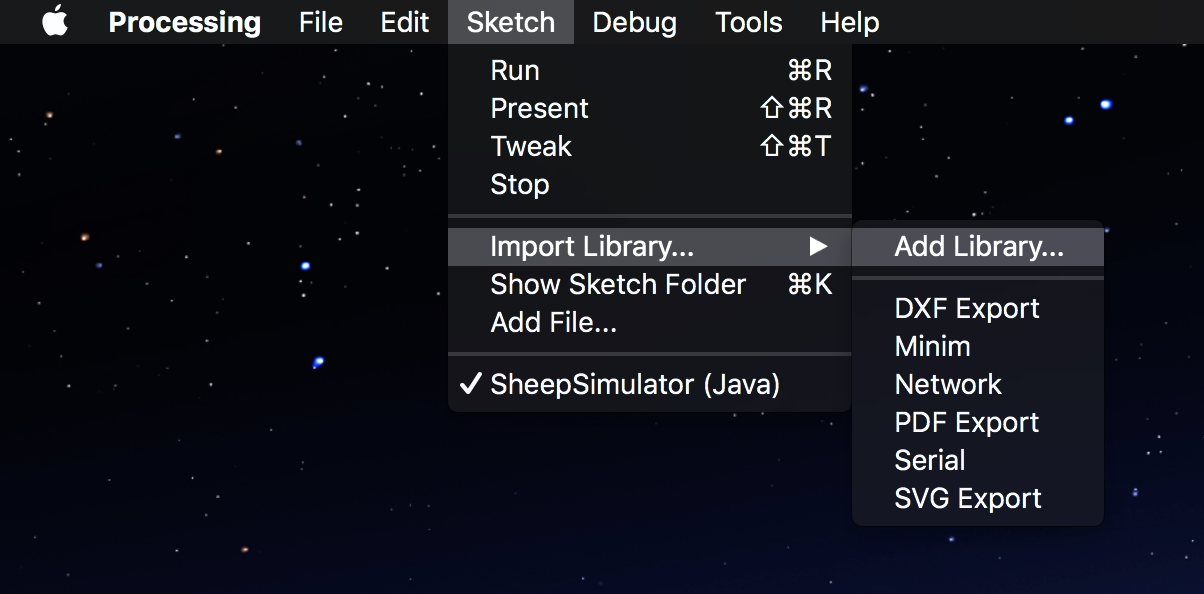 Processing File Edit Sketch Debug Tools Help
Run ⌘R
Present ⇧⌘R
Tweak ⇧⌘T
Stop
Import Library... ▶
Show Sketch Folder ⌘K
Add File...
✓ SheepSimulator (Java)
Add Library...
DXF Export
Minim
Network
PDF Export
Serial
SVG Export